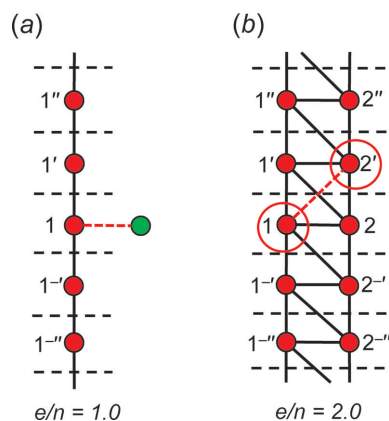 (a) (b)
1″ 1″ 2″
1′ 1′ 2′
1 1 2
1–′ 1–′ 2–′
1–″ 1–″ 2–″
e/n = 1.0 e/n = 2.0